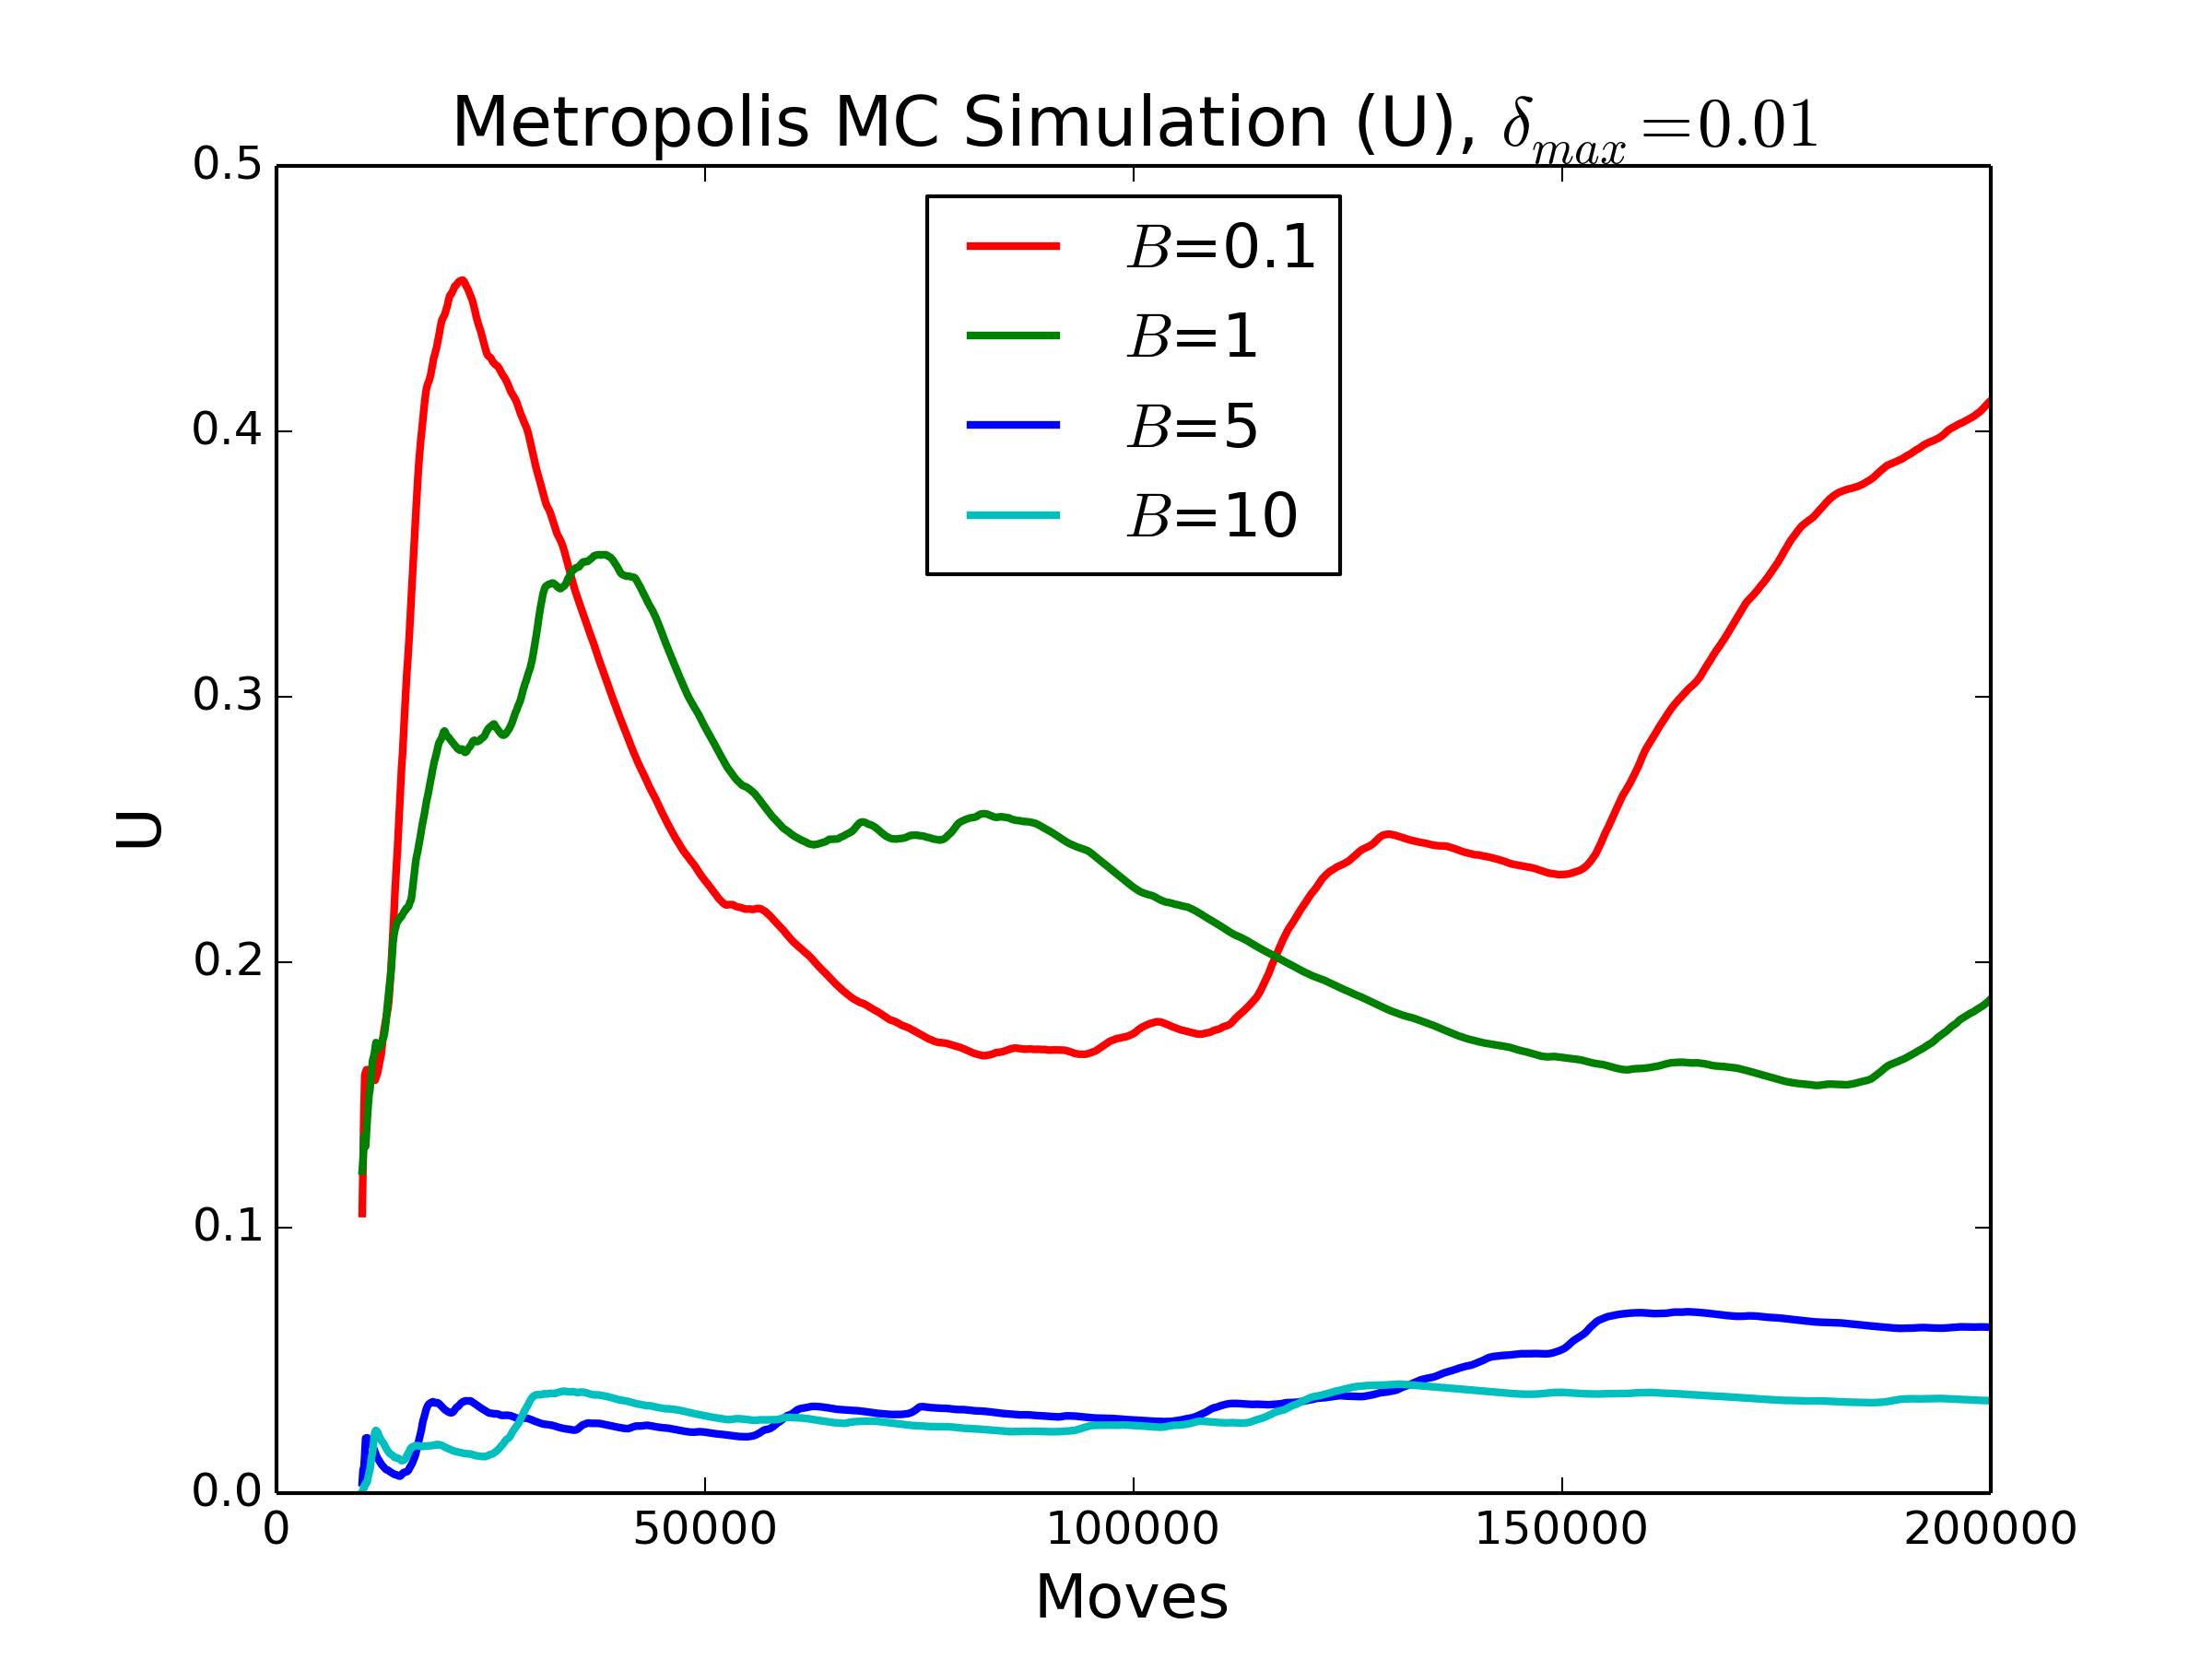 Metropolis MC Simulation (U), δmax=0.01
0.5
B=0.1
B=1
0.4
B=5
B=10
0.3
U
0.2
0.1
0.0
0 50000 100000 150000 200000
Moves